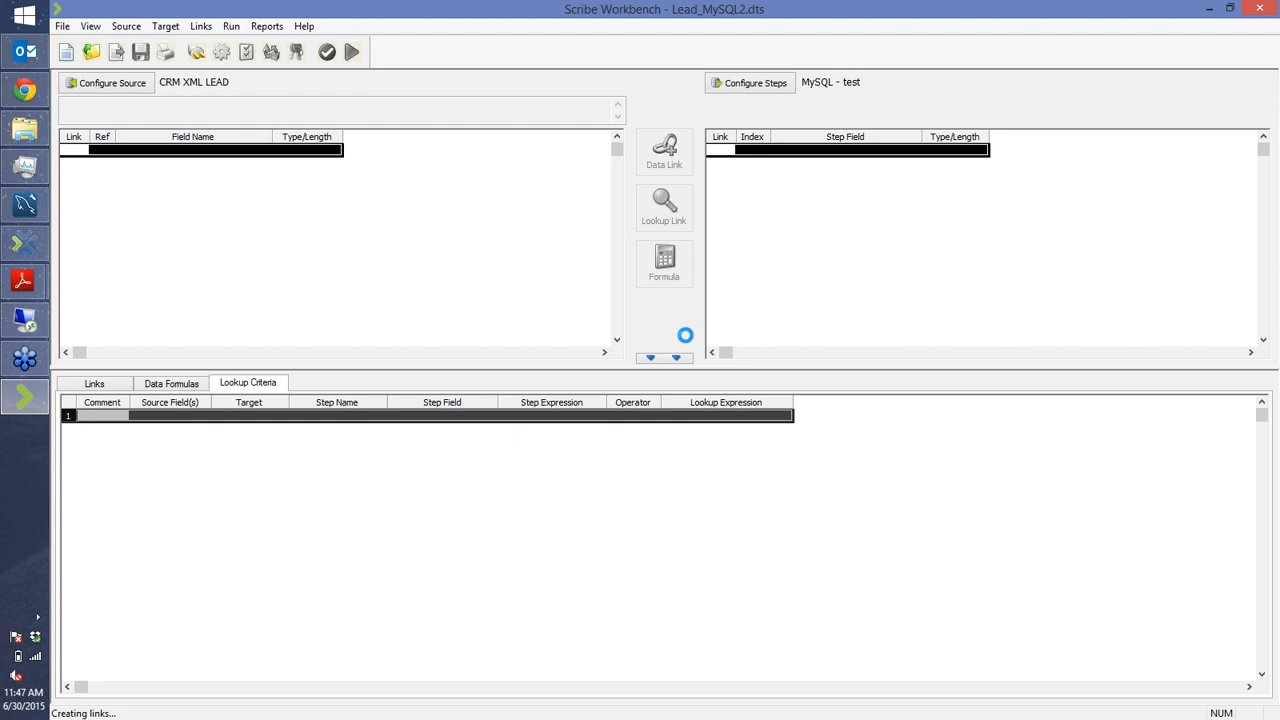 Scribe Workbench - Lead_MySQL2.dts
File View Source Target Links Run Reports Help
Configure Source CRM XML LEAD
Configure Steps MySQL - test
Link Ref Field Name Type/Length
Link Index Step Field Type/Length
Data Link
Lookup Link
Formula
Links Data Formulas Lookup Criteria
Comment Source Field(s) Target Step Name Step Field Step Expression Operator Lookup Expression
1
11:47 AM
6/30/2015
Creating links...
NUM